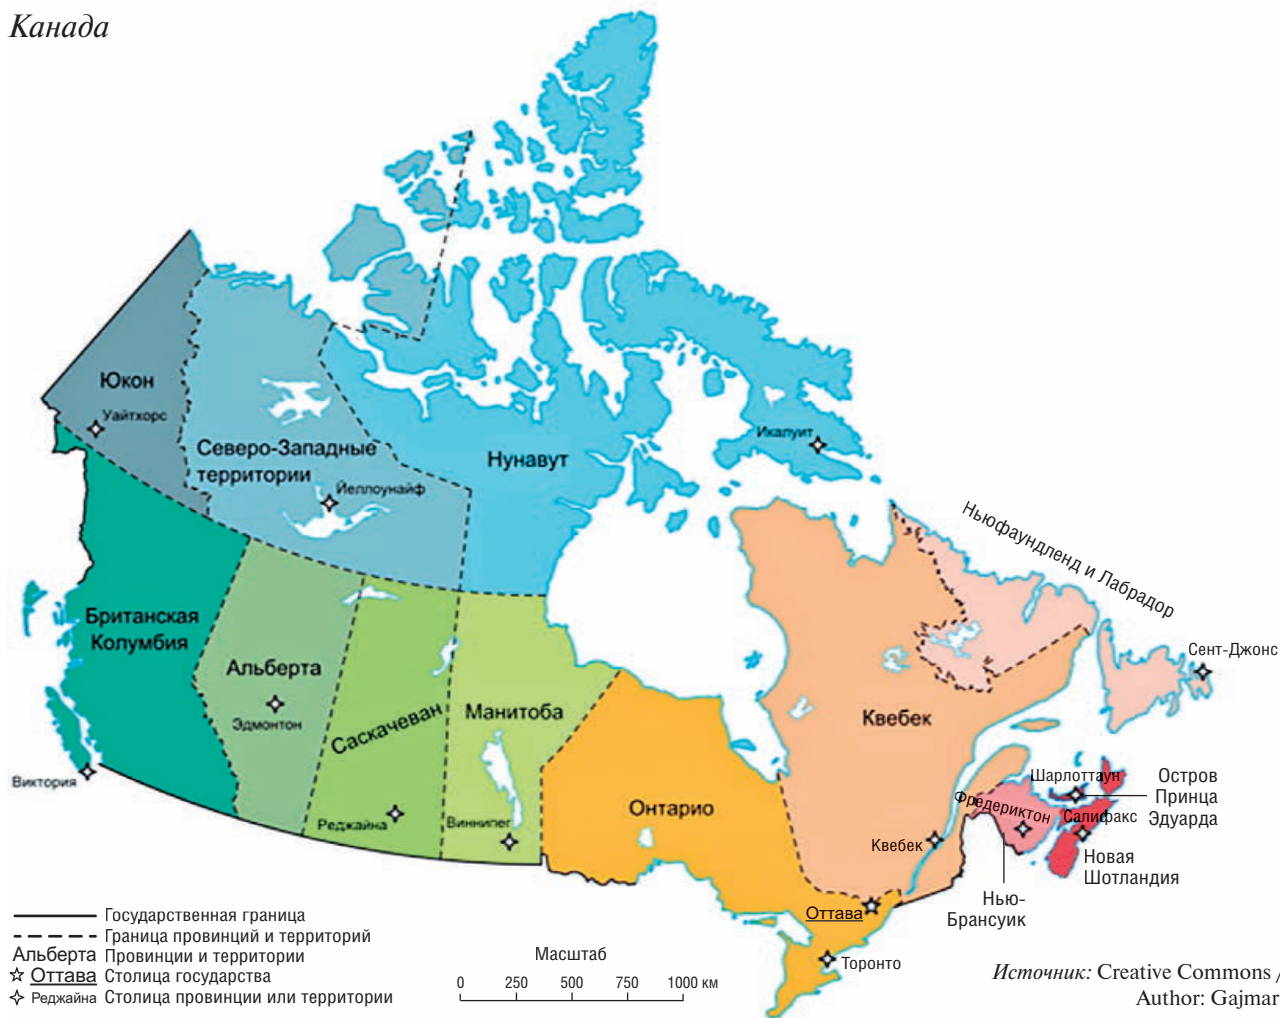 Канада
Юкон
Уайтхорс
Северо-Западные
территории
Йеллоунайф
Нунавут
Икалуит
Ньюфаундленд и Лабрадор
Сент-Джонс
Британская
Колумбия
Виктория
Альберта
Эдмонтон
Саскачеван
Реджайна
Манитоба
Виннипег
Онтарио
Квебек
Квебек
Шарлоттаун
Остров
Принца
Эдуарда
Фредериктон
Салифакс
Новая
Шотландия
Нью-
Брансуик
Оттава
Торонто
Государственная граница
Граница провинций и территорий
Альберта Провинции и территории
Оттава Столица государства
Реджайна Столица провинции или территории
Масштаб
0 250 500 750 1000 км
Источник: Creative Commons /
Author: Gajmar